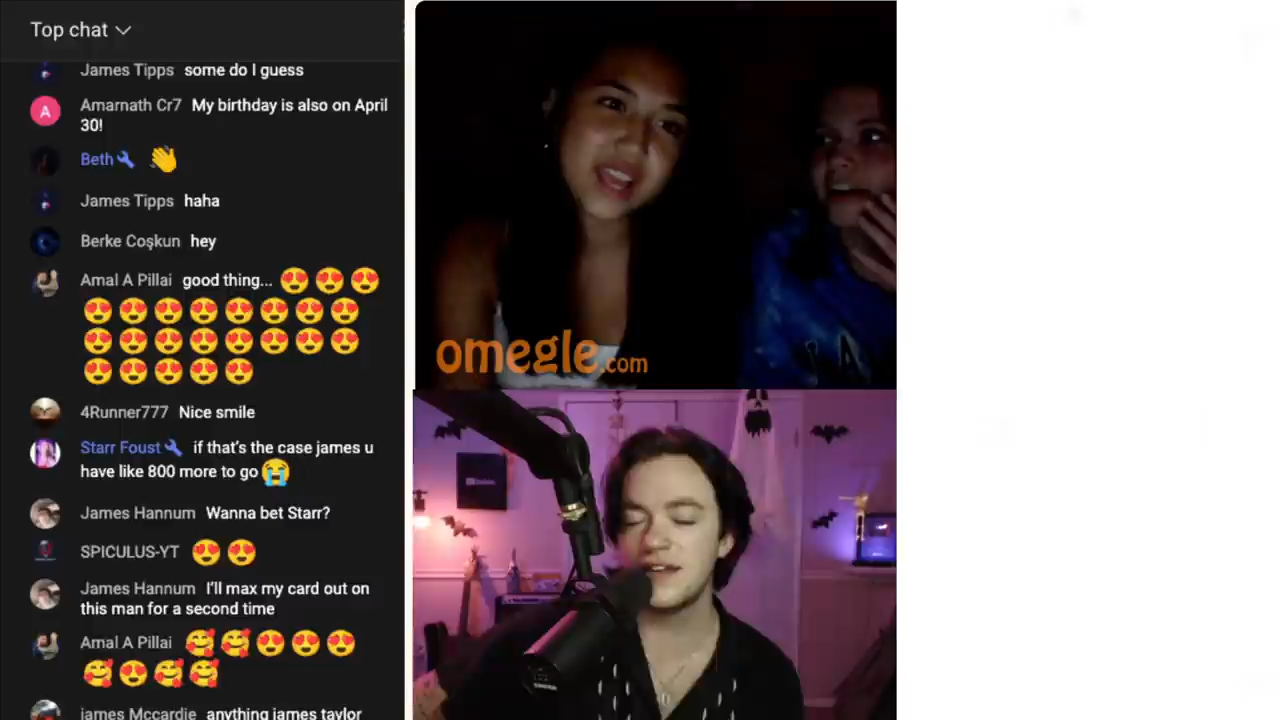 Top chat
James Tipps some do I guess
Amarnath Cr7 My birthday is also on April
30!
Beth
James Tipps haha
Berke Coşkun hey
Amal A Pillai good thing... 😍😍😍
😍😍😍😍😍😍😍😍
😍😍😍😍😍😍😍😍
😍😍😍😍😍
4Runner777 Nice smile
Starr Foust if that's the case james u
have like 800 more to go 😭
James Hannum Wanna bet Starr?
SPICULUS-YT 😍😍
James Hannum I'll max my card out on
this man for a second time
Amal A Pillai 🥰🥰😍😍😍
🥰😍🥰🥰
james Mccardie anything james taylor
A
omegle.com